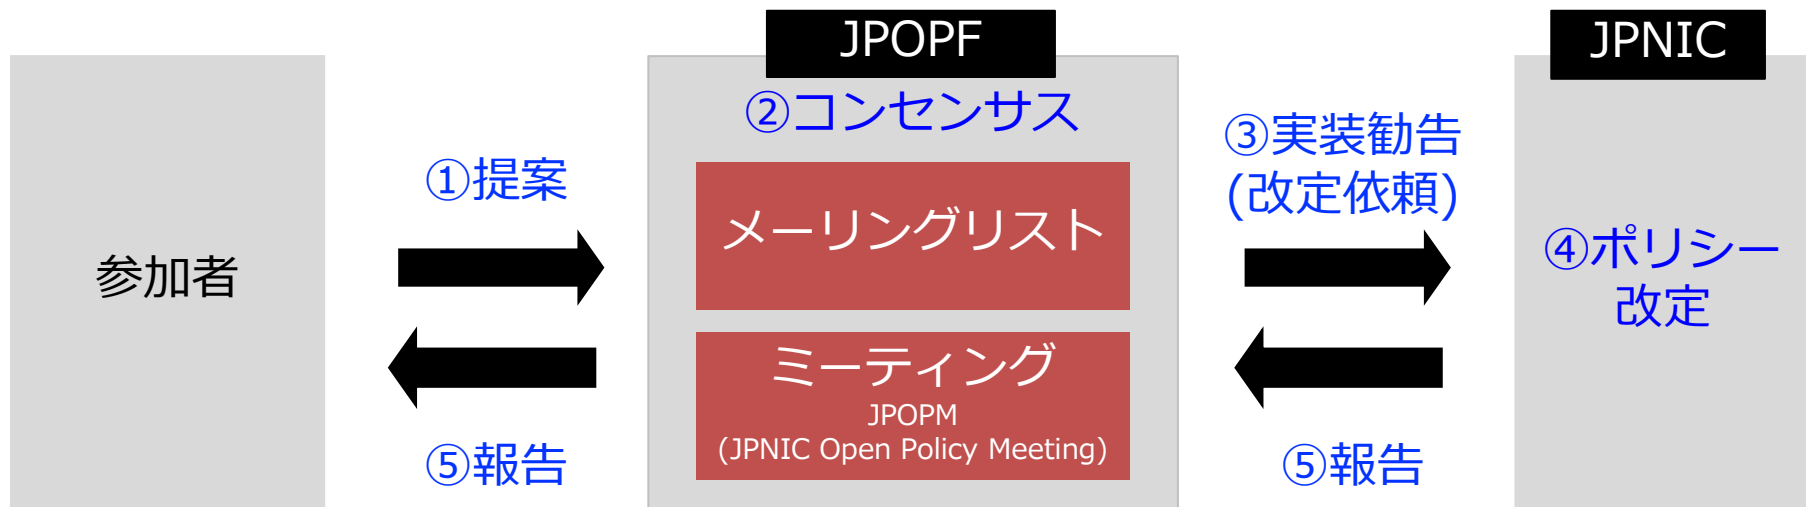 参加者
①提案
⑤報告
JPOPF
②コンセンサス
メーリングリスト
ミーティング
JPOPM
(JPNIC Open Policy Meeting)
③実装勧告
(改定依頼)
⑤報告
JPNIC
④ポリシー
改定